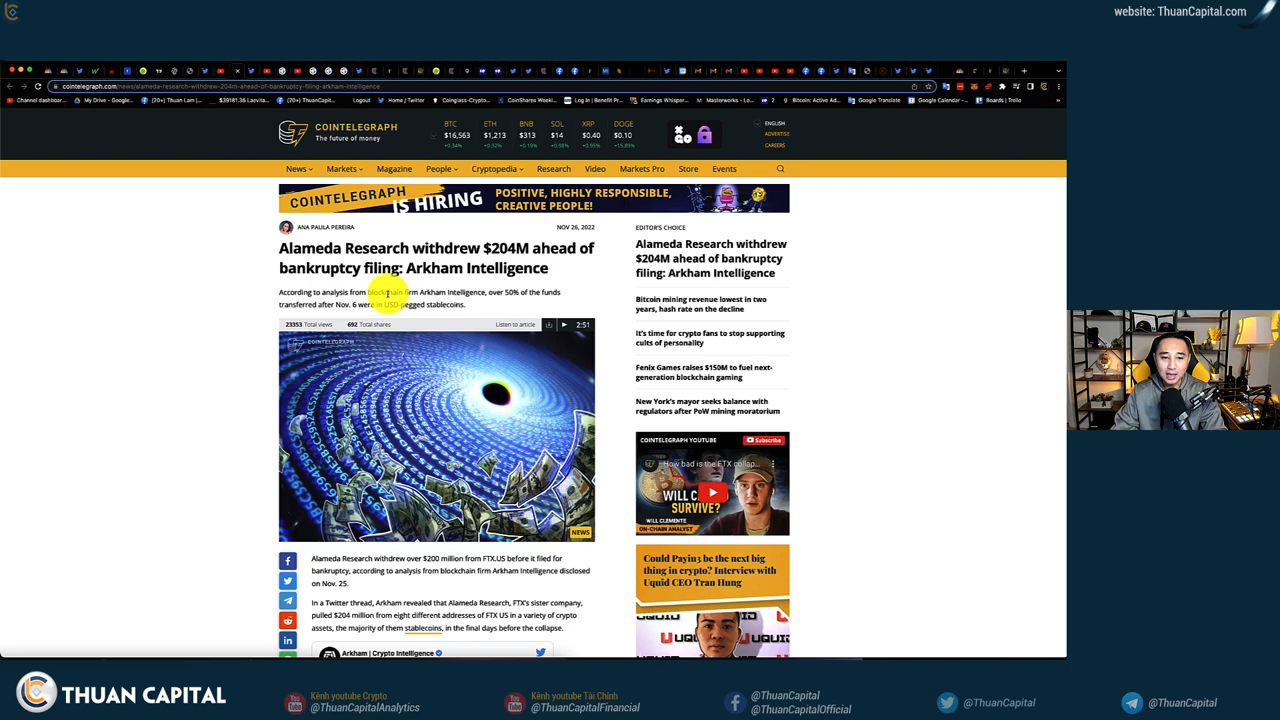 website: ThuanCapital.com
cointelegraph.com/news/alameda-research-withdrew-204m-ahead-of-bankruptcy-filing-arkham-intelligence
Channel dashboard...
My Drive - Google...
(20+) Thuan Lam |...
$39181.36 Laevita...
(20+) ThuanCapit...
Logout
Home / Twitter
Coinglass-Crypto...
CoinShares Weekl...
Log In | Benefit Pr...
Earnings Whisper...
Masterworks - Le...
2
Bitcoin: Active Ad...
Google Translate
Google Calendar -...
Boards | Trello
COINTELEGRAPH
The future of money
BTC ETH BNB SOL XRP DOGE
$16,563 $1,213 $313 $14 $0.40 $0.10
+0.34% +0.32% +0.19% +0.58% +0.95% +15.89%
ENGLISH
ADVERTISE
CAREERS
News Markets Magazine People Cryptopedia Research Video Markets Pro Store Events
COINTELEGRAPH
IS HIRING
POSITIVE, HIGHLY RESPONSIBLE,
CREATIVE PEOPLE!
ANA PAULA PEREIRA
NOV 26, 2022
Alameda Research withdrew $204M ahead of
bankruptcy filing: Arkham Intelligence
According to analysis from blockchain firm Arkham Intelligence, over 50% of the funds
transferred after Nov. 6 were in USD-pegged stablecoins.
23353 Total views
692 Total shares
Listen to article
2:51
COINTELEGRAPH
NEWS
Alameda Research withdrew over $200 million from FTX.US before it filed for
bankruptcy, according to analysis from blockchain firm Arkham Intelligence disclosed
on Nov. 25.
In a Twitter thread, Arkham revealed that Alameda Research, FTX's sister company,
pulled $204 million from eight different addresses of FTX US in a variety of crypto
assets, the majority of them stablecoins, in the final days before the collapse.
Arkham | Crypto Intelligence
EDITOR'S CHOICE
Alameda Research withdrew
$204M ahead of bankruptcy
filing: Arkham Intelligence
Bitcoin mining revenue lowest in two
years, hash rate on the decline
It's time for crypto fans to stop supporting
cults of personality
Fenix Games raises $150M to fuel next-
generation blockchain gaming
New York's mayor seeks balance with
regulators after PoW mining moratorium
COINTELEGRAPH YOUTUBE
Subscribe
How bad is the FTX collap...
WILL
SURVIVE?
WILL CLEMENTE
ON-CHAIN ANALYST
Could Payin3 be the next big
thing in crypto? Interview with
Uquid CEO Tran Hung
UQUID
THUAN CAPITAL
Kênh youtube Crypto
@ThuanCapitalAnalytics
Kênh youtube Tài Chính
@ThuanCapitalFinancial
@ThuanCapital
@ThuanCapitalOfficial
@ThuanCapital
@ThuanCapital